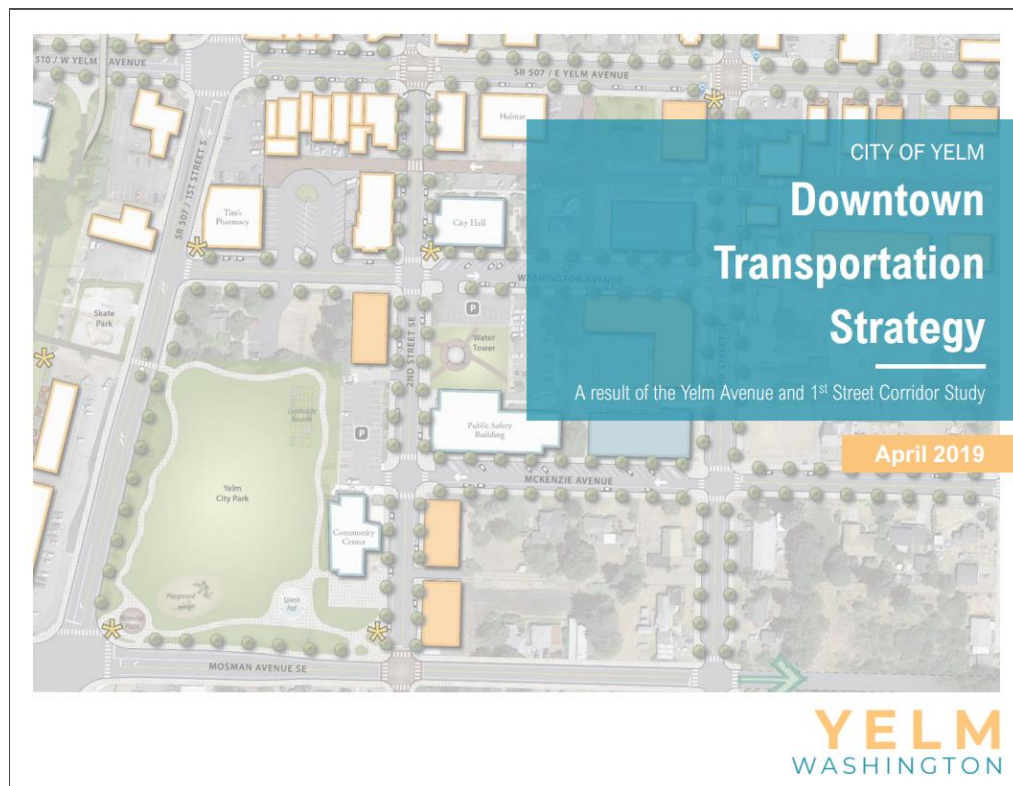 510 / W YELM AVENUE
SR 507 / E YELM AVENUE
Habitat
CITY OF YELM
Downtown
Transportation
Strategy
A result of the Yelm Avenue and 1st Street Corridor Study
April 2019
SR 507 / 1ST STREET S
Tim's
Pharmacy
City Hall
WASHINGTON AVENUE
Skate
Park
P
2ND STREET SE
Water
Tower
Community
Garden
Public Safety
Building
P
MCKENZIE AVENUE
Yelm
City Park
Community
Center
Playground
Splash
Pad
Plaza
MOSMAN AVENUE SE
YELM
WASHINGTON